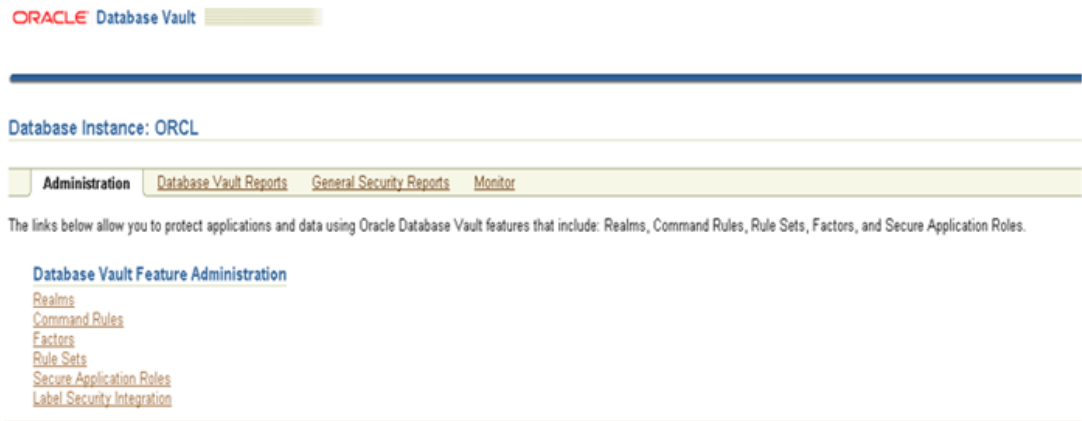 ORACLE Database Vault
Database Instance: ORCL
Administration Database Vault Reports General Security Reports Monitor
The links below allow you to protect applications and data using Oracle Database Vault features that include: Realms, Command Rules, Rule Sets, Factors, and Secure Application Roles.
Database Vault Feature Administration
Realms
Command Rules
Factors
Rule Sets
Secure Application Roles
Label Security Integration